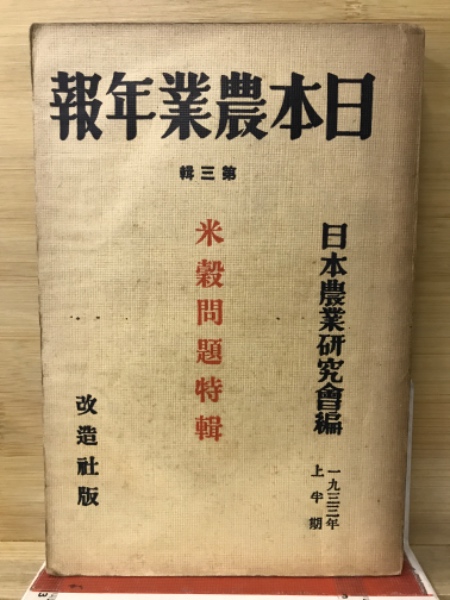 日本農業年報
第三輯
日本農業研究會編
一九三三年
上半期
米穀問題特輯
改造社版